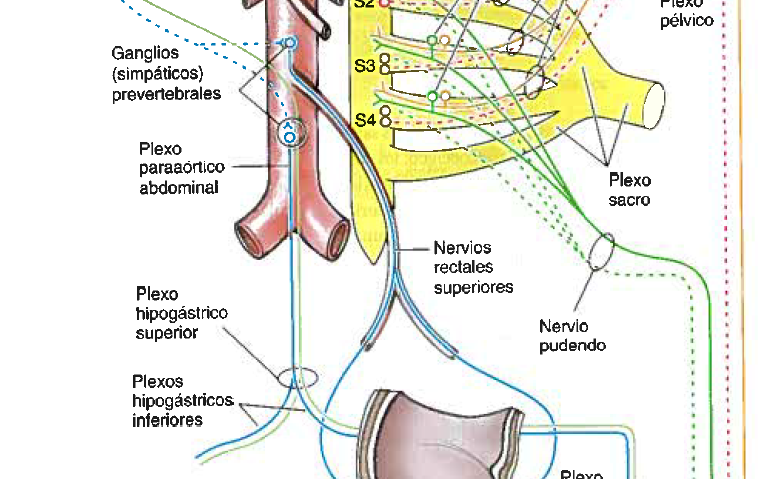 S2
Plexo
pélvico
Ganglios
(simpáticos)
prevertebrales
S3
S4
Plexo
paraaórtico
abdominal
Plexo
sacro
Nervios
rectales
superiores
Plexo
hipogástrico
superior
Nervio
pudendo
Plexos
hipogástricos
inferiores
Plexo